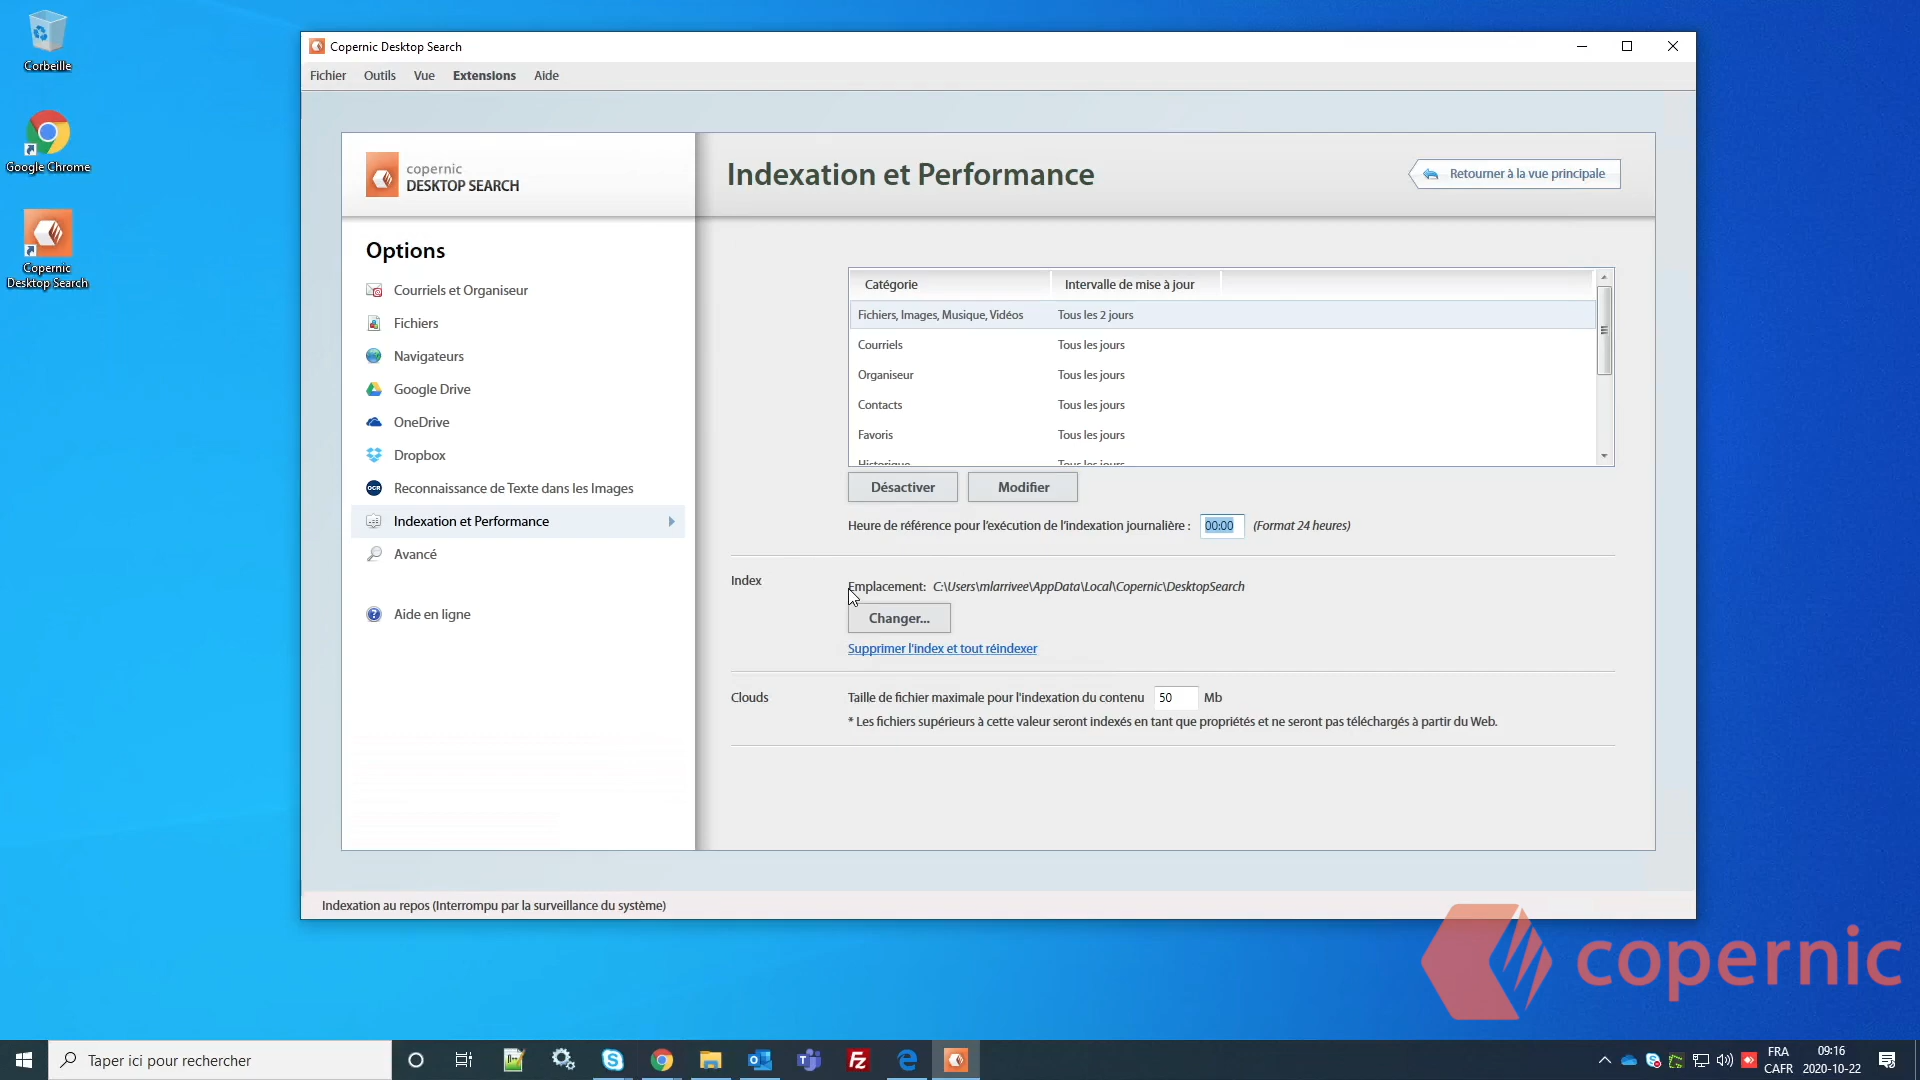 Corbeille
Google Chrome
Copernic
Desktop Search
Copernic Desktop Search
Fichier Outils Vue Extensions Aide
copernic
DESKTOP SEARCH
Indexation et Performance
Retourner à la vue principale
Options
Courriels et Organiseur
Fichiers
Navigateurs
Google Drive
OneDrive
Dropbox
OCR Reconnaissance de Texte dans les Images
Indexation et Performance
Avancé
Aide en ligne
Catégorie Intervalle de mise à jour
Fichiers, Images, Musique, Vidéos Tous les 2 jours
Courriels Tous les jours
Organiseur Tous les jours
Contacts Tous les jours
Favoris Tous les jours
Historique Tous les jours
Désactiver Modifier
Heure de référence pour l'exécution de l'indexation journalière : 00:00 (Format 24 heures)
Index
Emplacement: C:\Users\mlarrivee\AppData\Local\Copernic\DesktopSearch
Changer...
Supprimer l'index et tout réindexer
Clouds
Taille de fichier maximale pour l'indexation du contenu 50 Mb
* Les fichiers supérieurs à cette valeur seront indexés en tant que propriétés et ne seront pas téléchargés à partir du Web.
Indexation au repos (Interrompu par la surveillance du système)
copernic
Taper ici pour rechercher
FRA
CAFR
09:16
2020-10-22